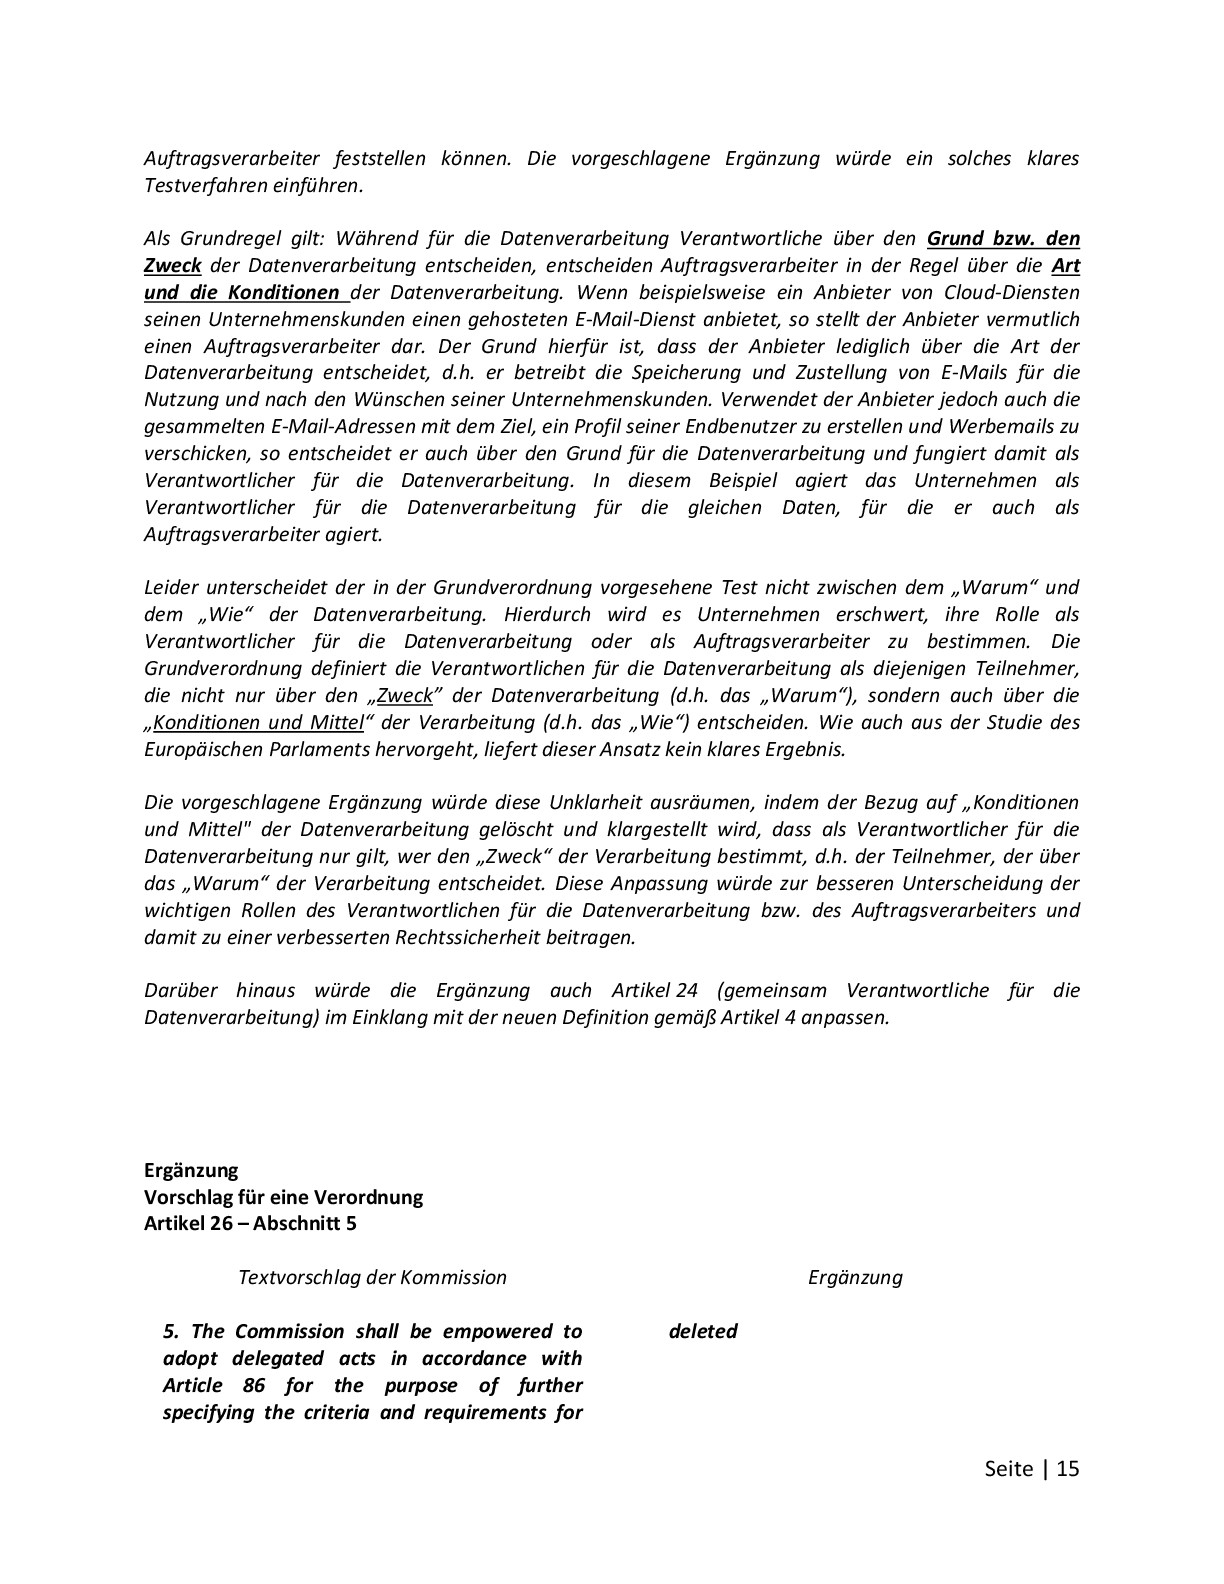 Auftragsverarbeiter feststellen können. Die vorgeschlagene Ergänzung würde ein solches klares
Testverfahren einführen.
Als Grundregel gilt: Während für die Datenverarbeitung Verantwortliche über den Grund bzw. den
Zweck der Datenverarbeitung entscheiden, entscheiden Auftragsverarbeiter in der Regel über die Art
und die Konditionen der Datenverarbeitung. Wenn beispielsweise ein Anbieter von Cloud-Diensten
seinen Unternehmenskunden einen gehosteten E-Mail-Dienst anbietet, so stellt der Anbieter vermutlich
einen Auftragsverarbeiter dar. Der Grund hierfür ist, dass der Anbieter lediglich über die Art der
Datenverarbeitung entscheidet, d.h. er betreibt die Speicherung und Zustellung von E-Mails für die
Nutzung und nach den Wünschen seiner Unternehmenskunden. Verwendet der Anbieter jedoch auch die
gesammelten E-Mail-Adressen mit dem Ziel, ein Profil seiner Endbenutzer zu erstellen und Werbemails zu
verschicken, so entscheidet er auch über den Grund für die Datenverarbeitung und fungiert damit als
Verantwortlicher für die Datenverarbeitung. In diesem Beispiel agiert das Unternehmen als
Verantwortlicher für die Datenverarbeitung für die gleichen Daten, für die er auch als
Auftragsverarbeiter agiert.
Leider unterscheidet der in der Grundverordnung vorgesehene Test nicht zwischen dem „Warum“ und
dem „Wie“ der Datenverarbeitung. Hierdurch wird es Unternehmen erschwert, ihre Rolle als
Verantwortlicher für die Datenverarbeitung oder als Auftragsverarbeiter zu bestimmen. Die
Grundverordnung definiert die Verantwortlichen für die Datenverarbeitung als diejenigen Teilnehmer,
die nicht nur über den „Zweck” der Datenverarbeitung (d.h. das „Warum“), sondern auch über die
„Konditionen und Mittel“ der Verarbeitung (d.h. das „Wie“) entscheiden. Wie auch aus der Studie des
Europäischen Parlaments hervorgeht, liefert dieser Ansatz kein klares Ergebnis.
Die vorgeschlagene Ergänzung würde diese Unklarheit ausräumen, indem der Bezug auf „Konditionen
und Mittel" der Datenverarbeitung gelöscht und klargestellt wird, dass als Verantwortlicher für die
Datenverarbeitung nur gilt, wer den „Zweck“ der Verarbeitung bestimmt, d.h. der Teilnehmer, der über
das „Warum“ der Verarbeitung entscheidet. Diese Anpassung würde zur besseren Unterscheidung der
wichtigen Rollen des Verantwortlichen für die Datenverarbeitung bzw. des Auftragsverarbeiters und
damit zu einer verbesserten Rechtssicherheit beitragen.
Darüber hinaus würde die Ergänzung auch Artikel 24 (gemeinsam Verantwortliche für die
Datenverarbeitung) im Einklang mit der neuen Definition gemäß Artikel 4 anpassen.
Ergänzung
Vorschlag für eine Verordnung
Artikel 26 – Abschnitt 5
Textvorschlag der Kommission
Ergänzung
5. The Commission shall be empowered to
deleted
adopt delegated acts in accordance with
Article 86 for the purpose of further
specifying the criteria and requirements for
Seite | 15